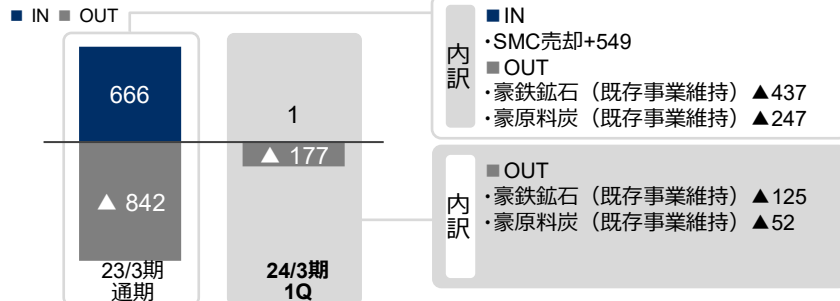 ■ IN ■ OUT
666
▲ 842
23/3期
通期
1
▲ 177
24/3期
1Q
内訳
■IN
・SMC売却+549
■OUT
・豪鉄鉱石（既存事業維持）▲437
・豪原料炭（既存事業維持）▲247
内訳
■OUT
・豪鉄鉱石（既存事業維持）▲125
・豪原料炭（既存事業維持）▲52